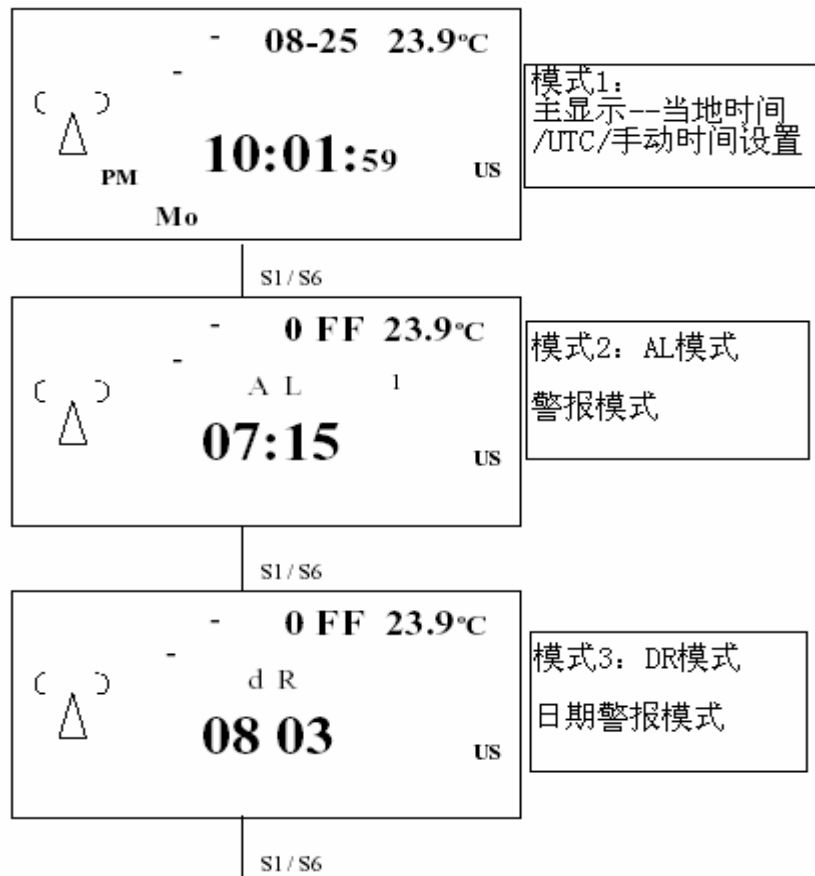 - 08-25 23.9°C
-
PM 10:01:59 US
Mo
模式1：
主显示--当地时间
/UTC/手动时间设置
S1/S6
- 0 FF 23.9°C
-
A L 1
07:15 US
模式2：AL模式
警报模式
S1/S6
- 0 FF 23.9°C
-
d R
08 03 US
模式3：DR模式
日期警报模式
S1/S6